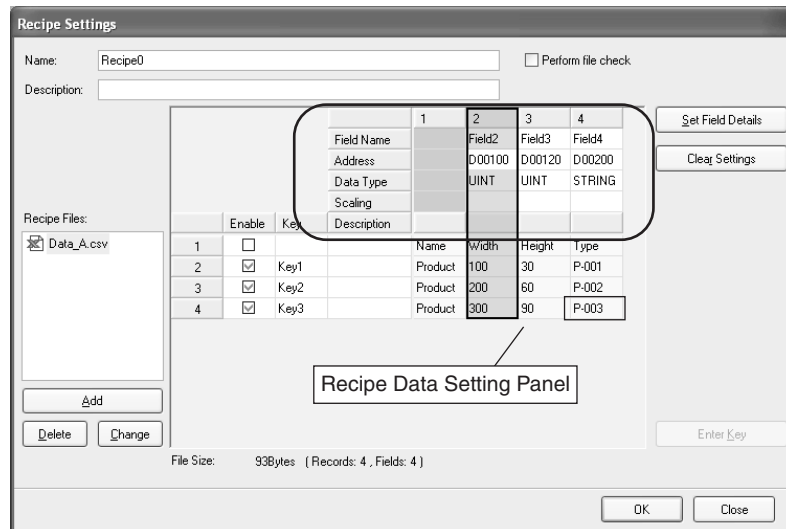 Recipe Settings
Name: Recipe0 Perform file check
Description:
1 2 3 4 Set Field Details
Field Name Field2 Field3 Field4
Address D00100 D00120 D00200 Clear Settings
Data Type UINT UINT STRING
Scaling
Recipe Files: Enable Key Description
Data_A.csv 1 Name Width Height Type
2 Key1 Product 100 30 P-001
3 Key2 Product 200 60 P-002
4 Key3 Product 300 90 P-003
Recipe Data Setting Panel
Add
Delete Change Enter Key
File Size: 93Bytes ( Records: 4 , Fields: 4 )
OK Close